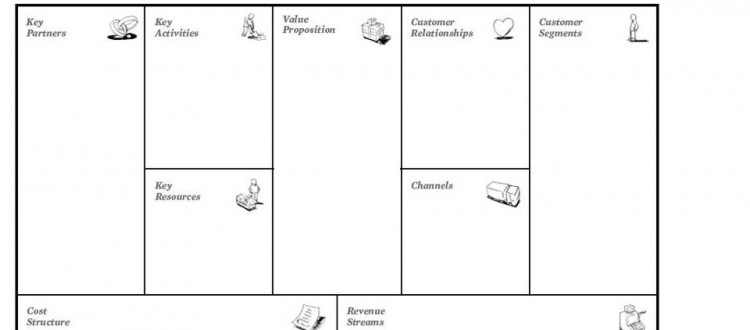 Key
Partners
Key
Activities
Value
Proposition
Customer
Relationships
Customer
Segments
Key
Resources
Channels
Cost
Structure
Revenue
Streams